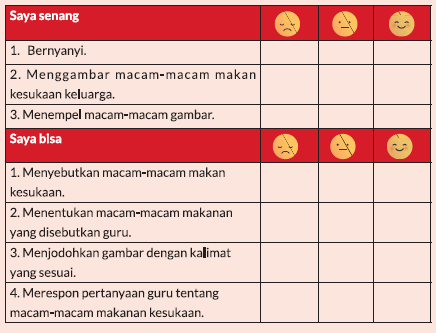 Saya senang
1. Bernyanyi.
2. Menggambar macam-macam makan
kesukaan keluarga.
3. Menempel macam-macam gambar.
Saya bisa
1. Menyebutkan macam-macam makan
kesukaan.
2. Menentukan macam-macam makanan
yang disebutkan guru.
3. Menjodohkan gambar dengan kalimat
yang sesuai.
4. Merespon pertanyaan guru tentang
macam-macam makanan kesukaan.